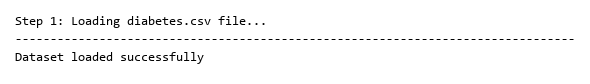 Step 1: Loading diabetes.csv file...
--------------------------------------------------------------------------------
Dataset loaded successfully